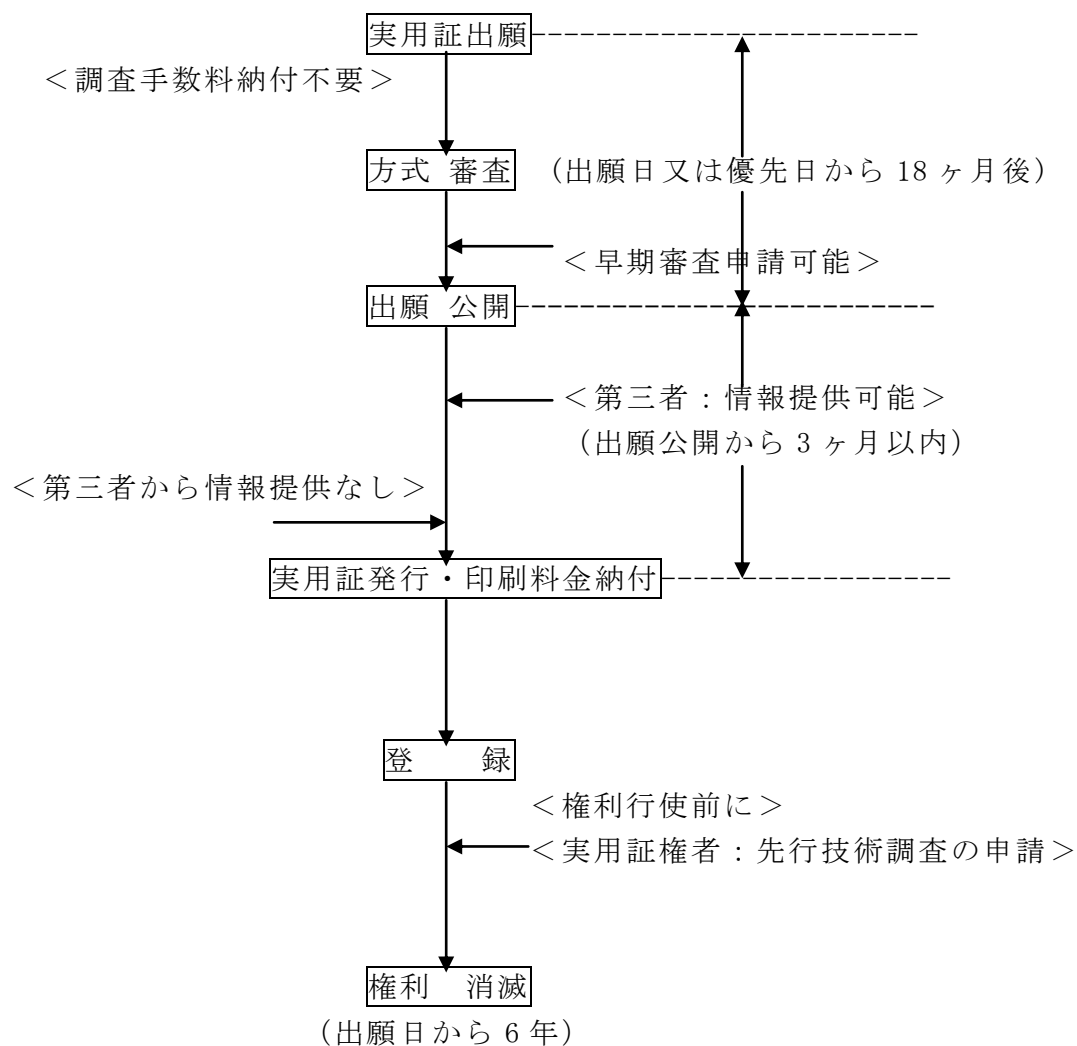 実用証出願
＜調査手数料納付不要＞
方式 審査
（出願日又は優先日から 18 ヶ月後）
＜早期審査申請可能＞
出願 公開
＜第三者：情報提供可能＞
（出願公開から 3 ヶ月以内）
＜第三者から情報提供なし＞
実用証発行・印刷料金納付
登　　録
＜権利行使前に＞
＜実用証権者：先行技術調査の申請＞
権利　消滅
（出願日から 6 年）